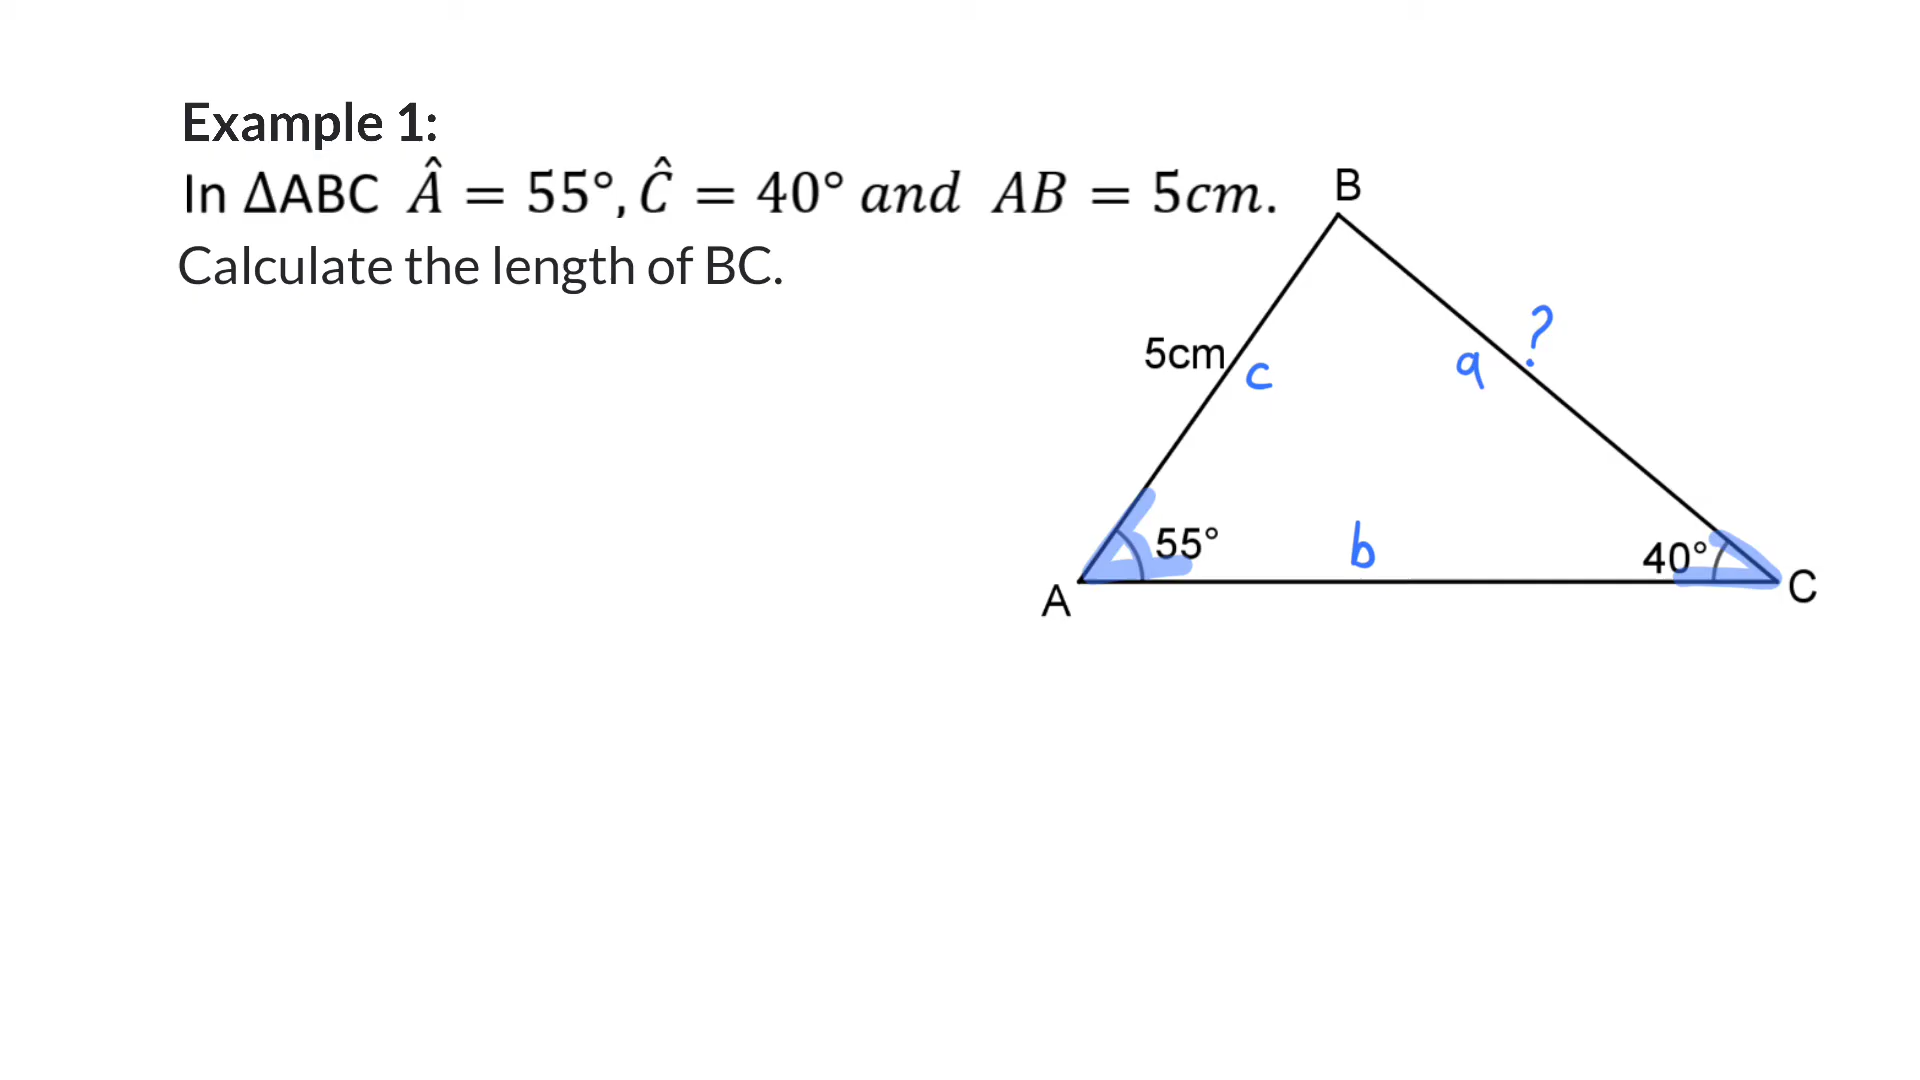 Example 1:
In ΔABC Â = 55°, Ĉ = 40° and AB = 5cm.
Calculate the length of BC.
B
5cm
c
a
?
55°
b
40°
A
C